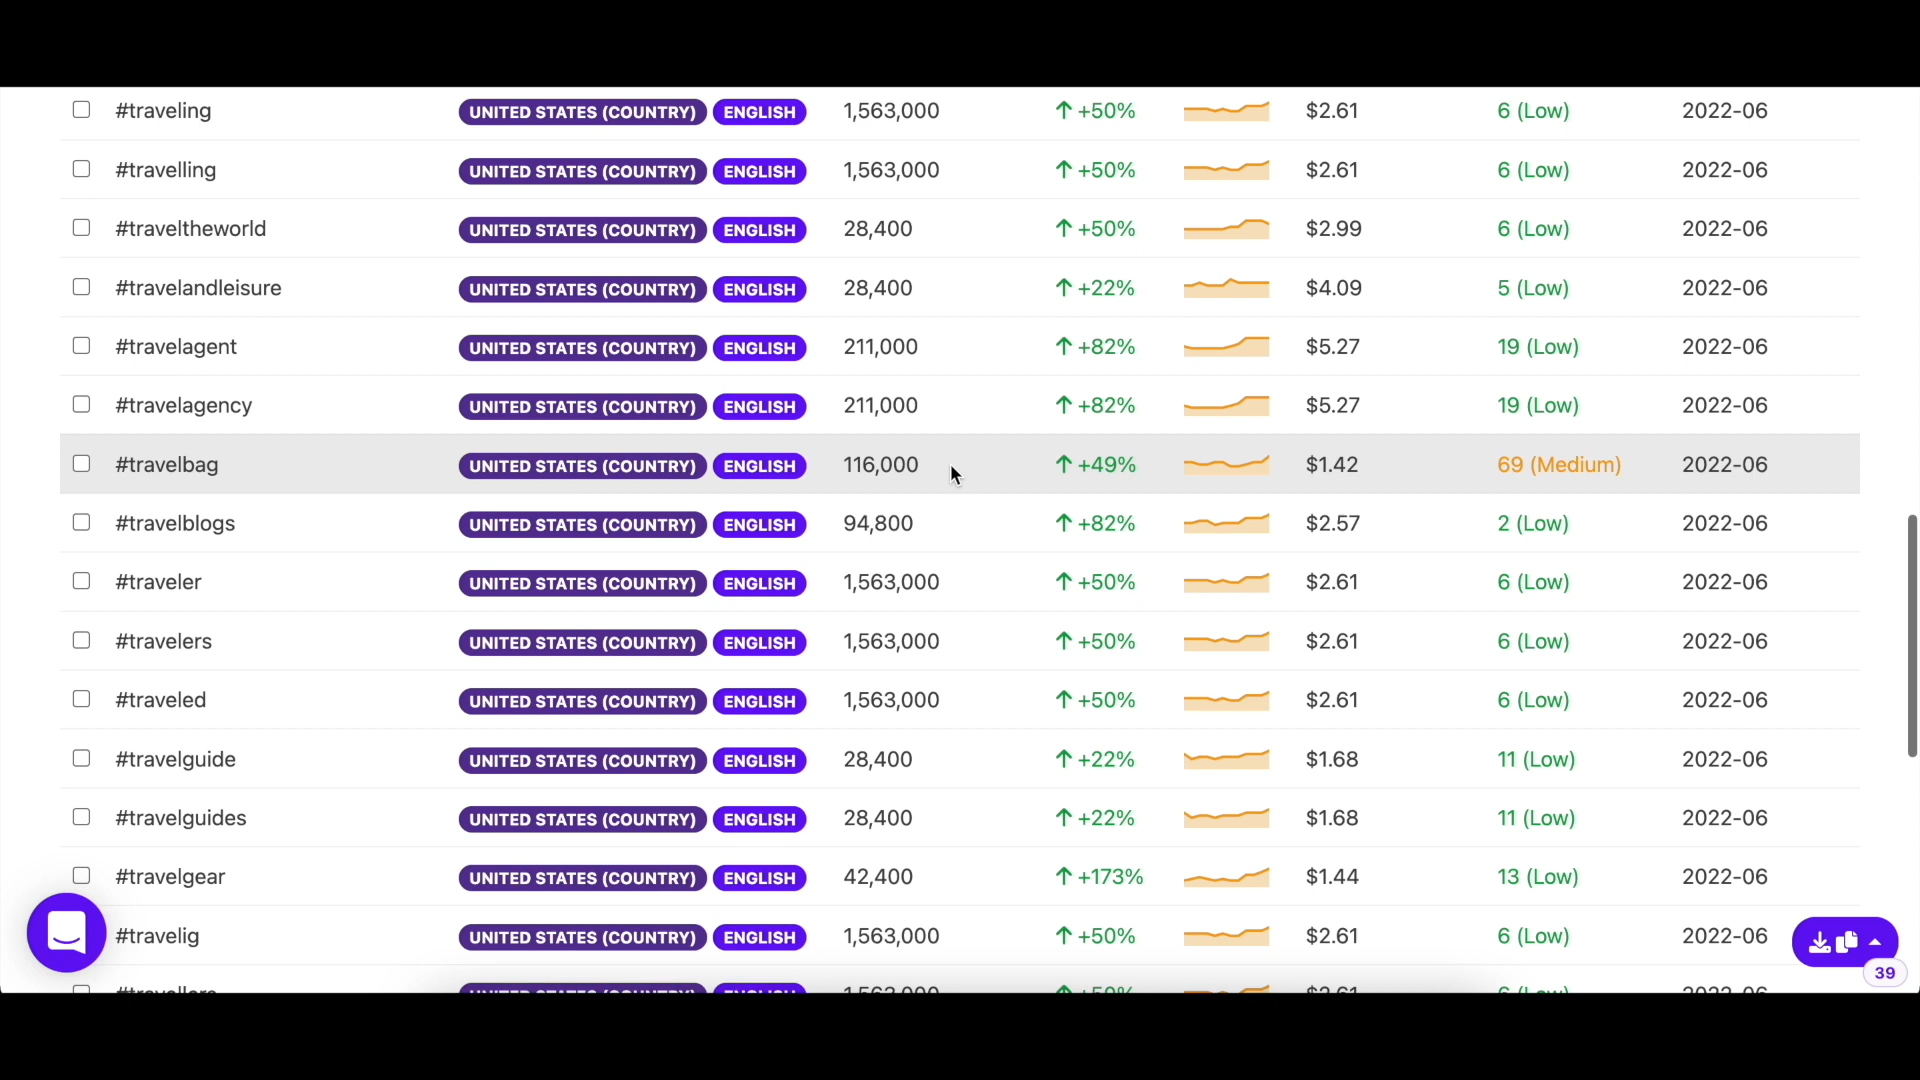 #traveling UNITED STATES (COUNTRY) ENGLISH 1,563,000 ↑ +50% $2.61 6 (Low) 2022-06
#travelling UNITED STATES (COUNTRY) ENGLISH 1,563,000 ↑ +50% $2.61 6 (Low) 2022-06
#traveltheworld UNITED STATES (COUNTRY) ENGLISH 28,400 ↑ +50% $2.99 6 (Low) 2022-06
#travelandleisure UNITED STATES (COUNTRY) ENGLISH 28,400 ↑ +22% $4.09 5 (Low) 2022-06
#travelagent UNITED STATES (COUNTRY) ENGLISH 211,000 ↑ +82% $5.27 19 (Low) 2022-06
#travelagency UNITED STATES (COUNTRY) ENGLISH 211,000 ↑ +82% $5.27 19 (Low) 2022-06
#travelbag UNITED STATES (COUNTRY) ENGLISH 116,000 ↑ +49% $1.42 69 (Medium) 2022-06
#travelblogs UNITED STATES (COUNTRY) ENGLISH 94,800 ↑ +82% $2.57 2 (Low) 2022-06
#traveler UNITED STATES (COUNTRY) ENGLISH 1,563,000 ↑ +50% $2.61 6 (Low) 2022-06
#travelers UNITED STATES (COUNTRY) ENGLISH 1,563,000 ↑ +50% $2.61 6 (Low) 2022-06
#traveled UNITED STATES (COUNTRY) ENGLISH 1,563,000 ↑ +50% $2.61 6 (Low) 2022-06
#travelguide UNITED STATES (COUNTRY) ENGLISH 28,400 ↑ +22% $1.68 11 (Low) 2022-06
#travelguides UNITED STATES (COUNTRY) ENGLISH 28,400 ↑ +22% $1.68 11 (Low) 2022-06
#travelgear UNITED STATES (COUNTRY) ENGLISH 42,400 ↑ +173% $1.44 13 (Low) 2022-06
#travelig UNITED STATES (COUNTRY) ENGLISH 1,563,000 ↑ +50% $2.61 6 (Low) 2022-06
39